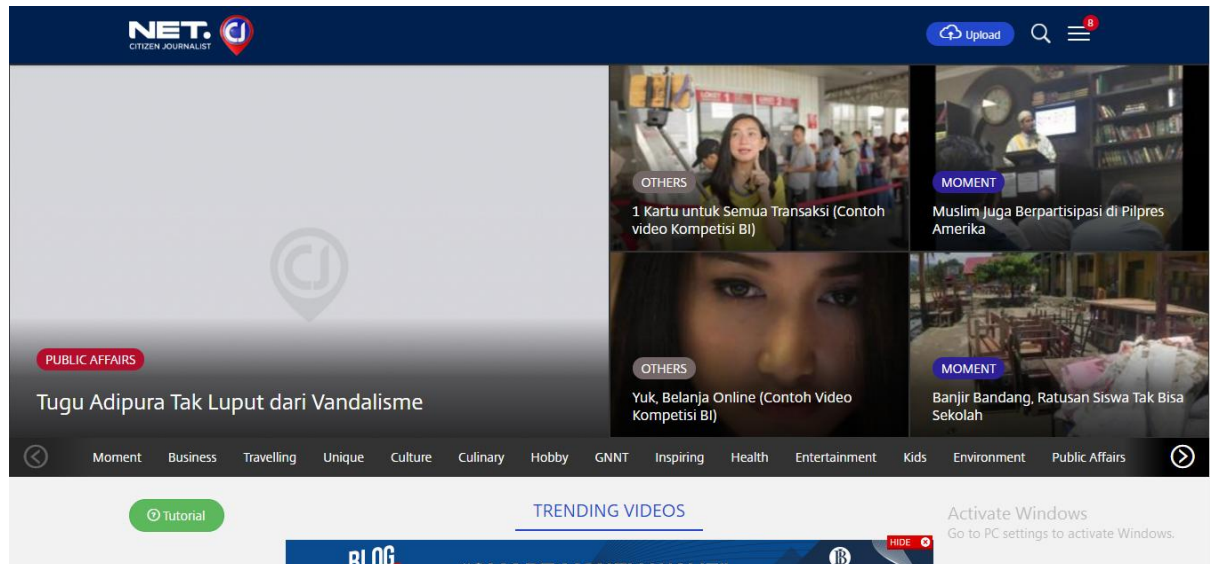 NET. CJ
CITIZEN JOURNALIST
Upload
8
PUBLIC AFFAIRS
Tugu Adipura Tak Luput dari Vandalisme
OTHERS
1 Kartu untuk Semua Transaksi (Contoh
video Kompetisi BI)
MOMENT
Muslim Juga Berpartisipasi di Pilpres
Amerika
OTHERS
Yuk, Belanja Online (Contoh Video
Kompetisi BI)
MOMENT
Banjir Bandang, Ratusan Siswa Tak Bisa
Sekolah
Moment Business Travelling Unique Culture Culinary Hobby GNNT Inspiring Health Entertainment Kids Environment Public Affairs
Tutorial
TRENDING VIDEOS
Activate Windows
Go to PC settings to activate Windows.
HIDE
BLOG